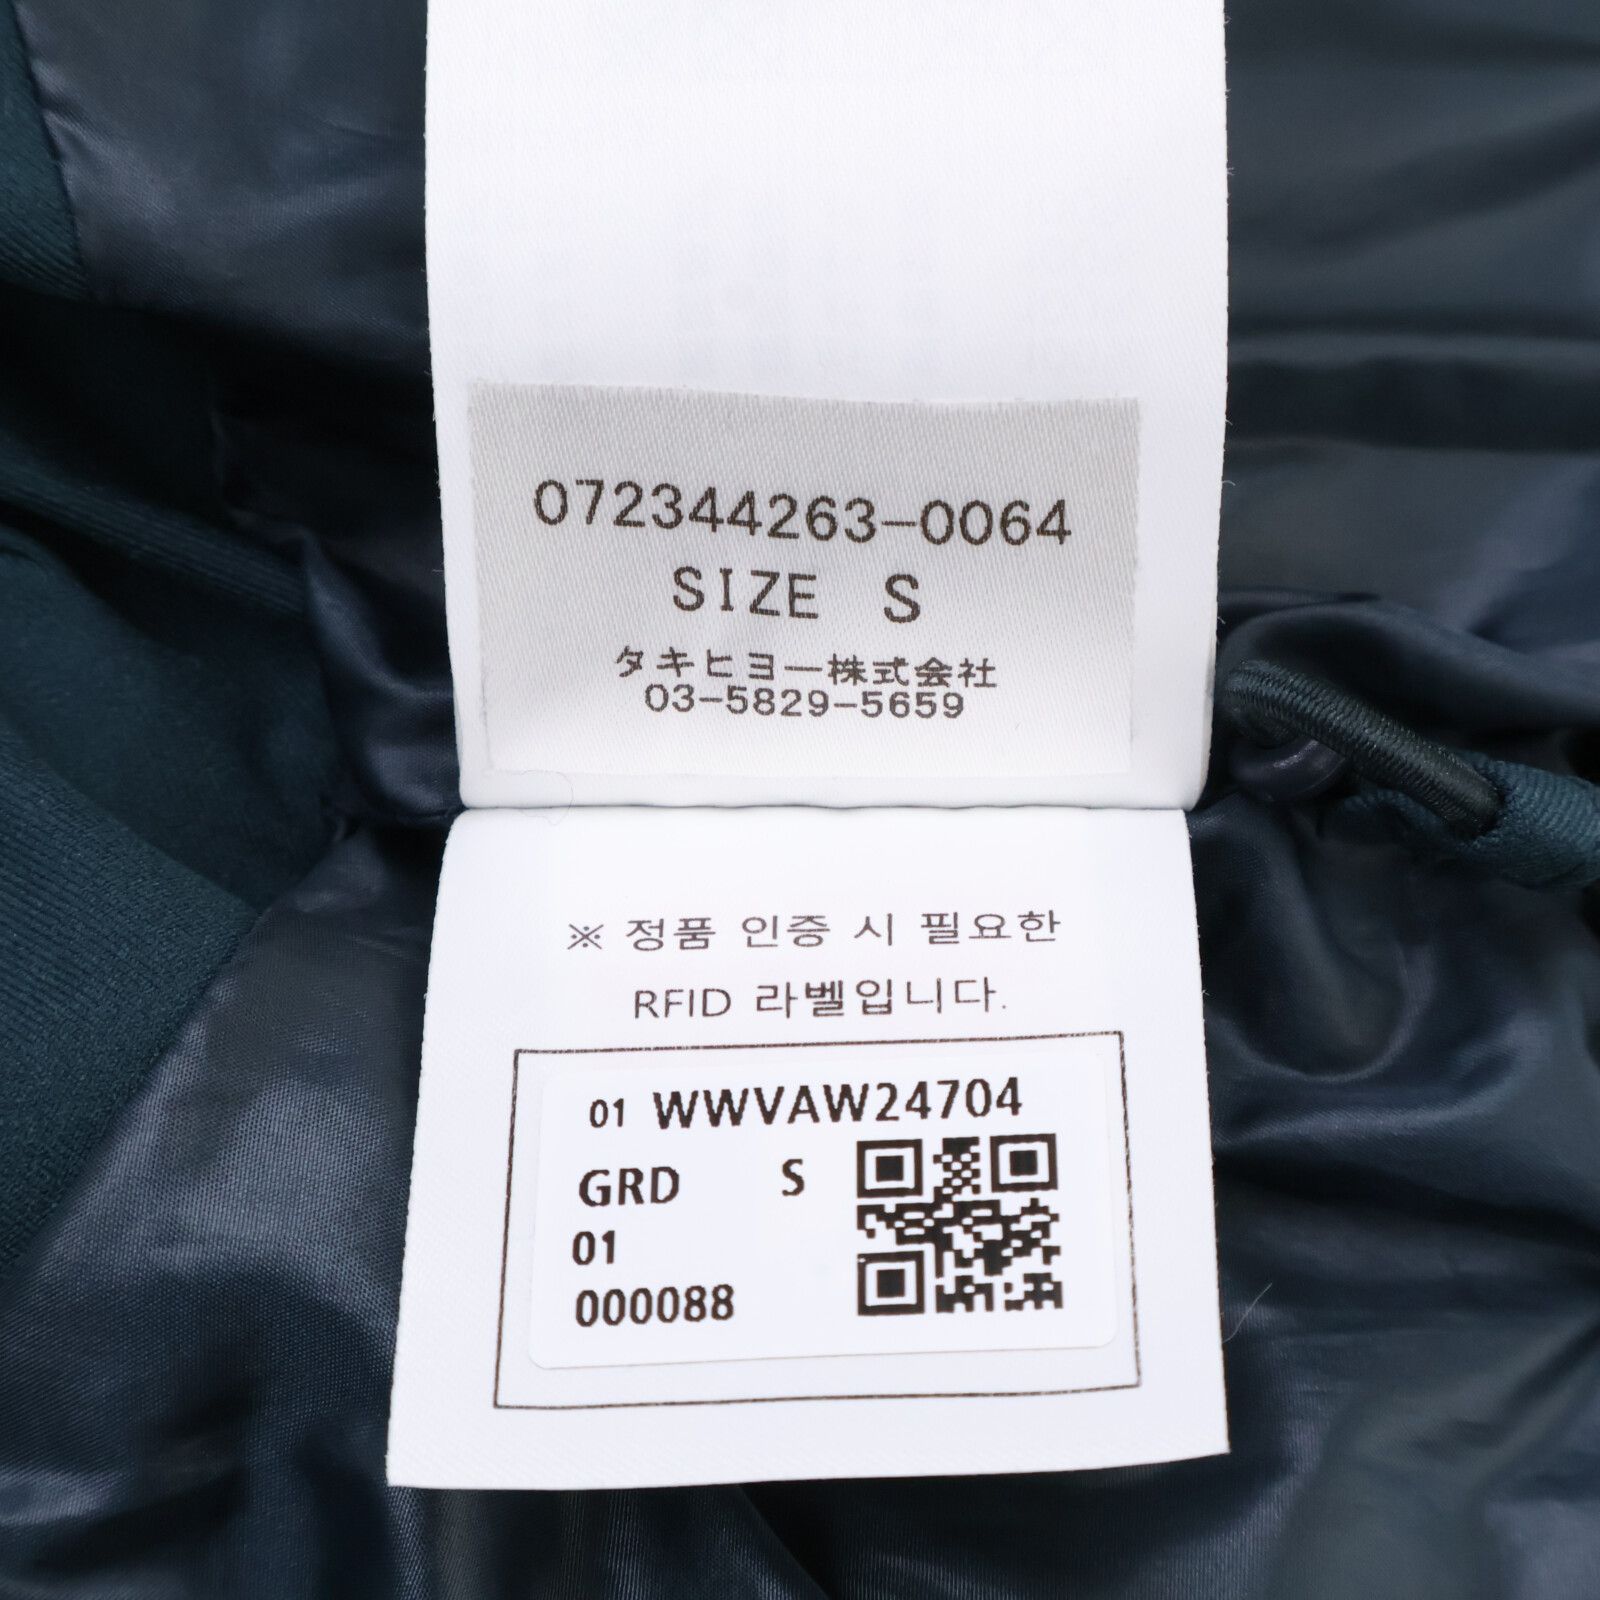 072344263-0064
SIZE S
タキヒヨー株式会社
03-5829-5659
※ 정품 인증 시 필요한
RFID 라벨입니다.
01 WWVAW24704
GRD S
01
000088